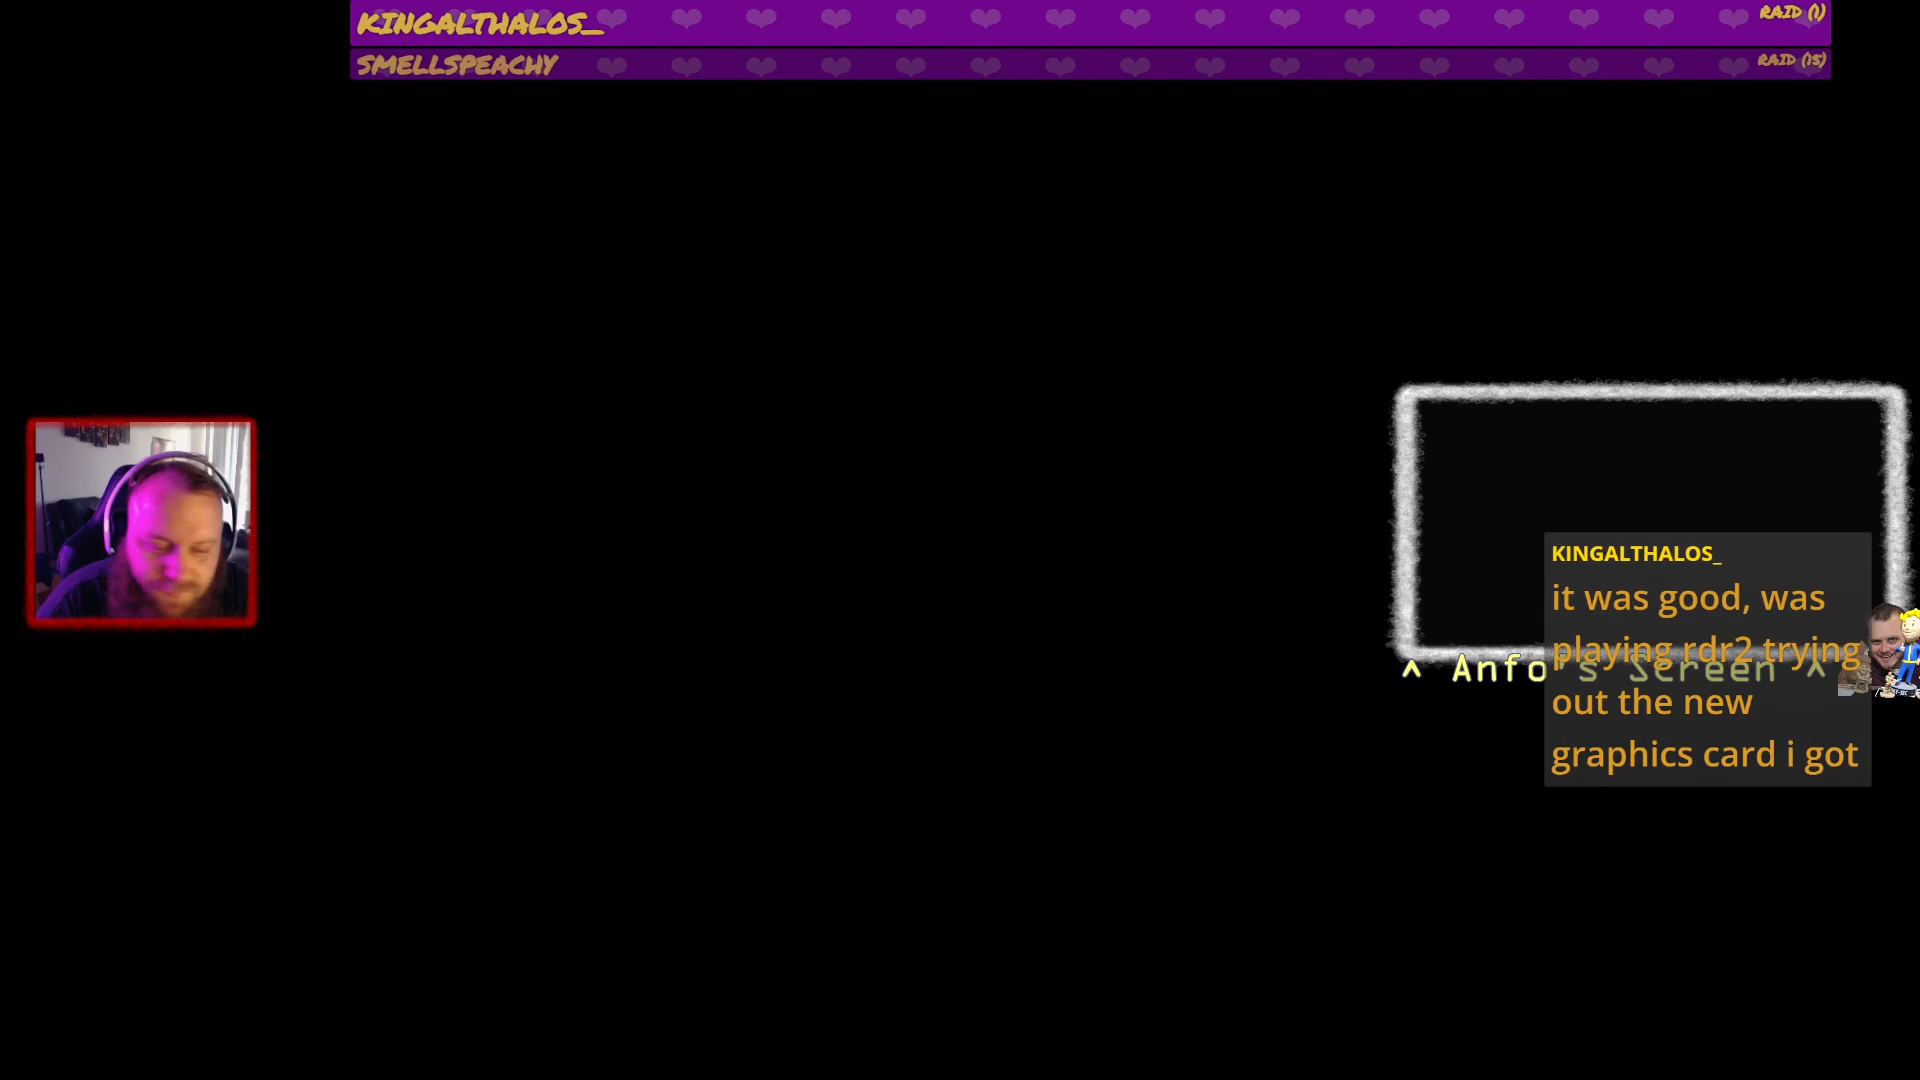 KINGALTHALOS_
RAID (1)
SMELLSPEACHY
RAID (15)
KINGALTHALOS_
it was good, was
playing rdr2 trying
out the new
graphics card i got
^ Anfo's Screen ^